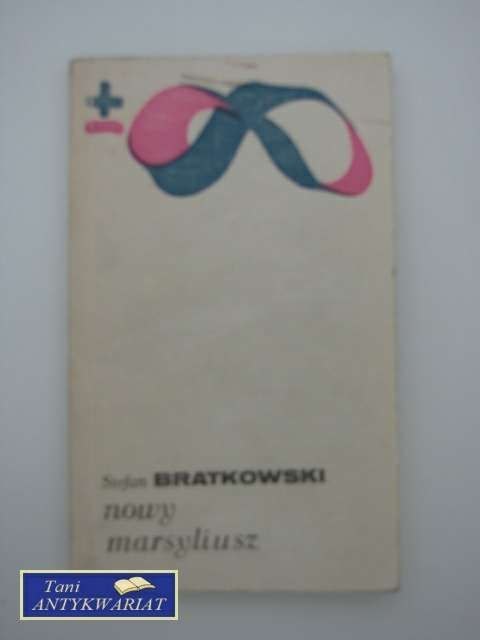 ±
Stefan BRATKOWSKI
nowy
marsyliusz
Tani
ANTYKWARIAT